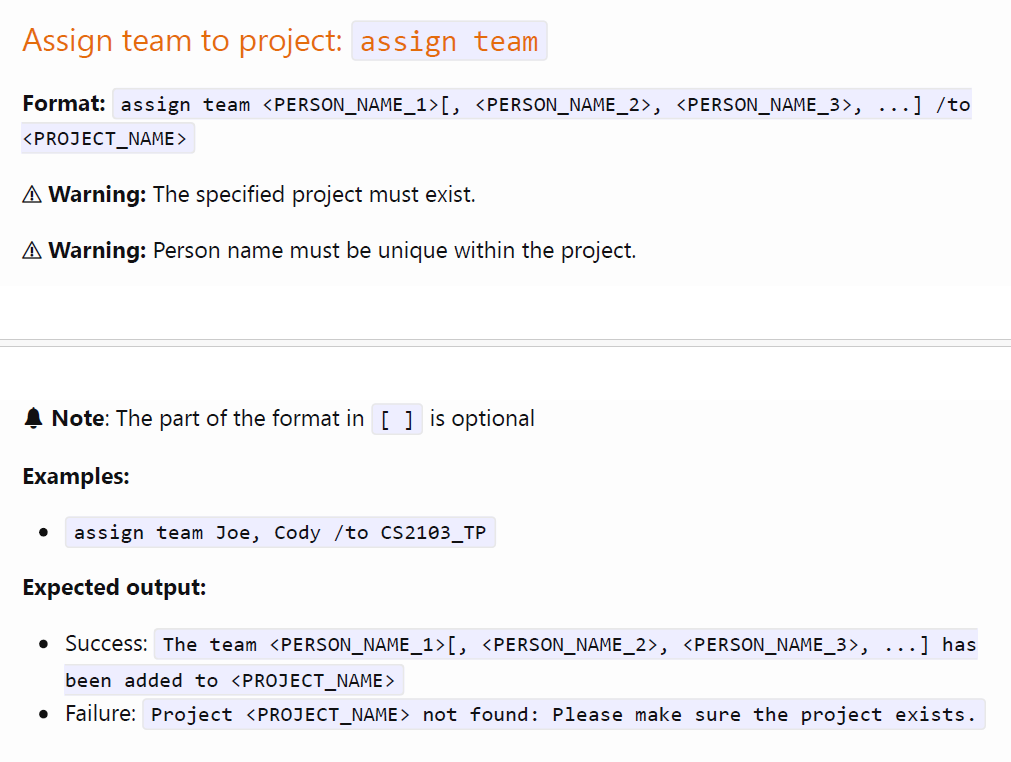 Assign team to project: assign team
Format: assign team <PERSON_NAME_1>[, <PERSON_NAME_2>, <PERSON_NAME_3>, ...] /to
<PROJECT_NAME>
⚠ Warning: The specified project must exist.
⚠ Warning: Person name must be unique within the project.
🔔 Note: The part of the format in [ ] is optional
Examples:
• assign team Joe, Cody /to CS2103_TP
Expected output:
• Success: The team <PERSON_NAME_1>[, <PERSON_NAME_2>, <PERSON_NAME_3>, ...] has
been added to <PROJECT_NAME>
• Failure: Project <PROJECT_NAME> not found: Please make sure the project exists.